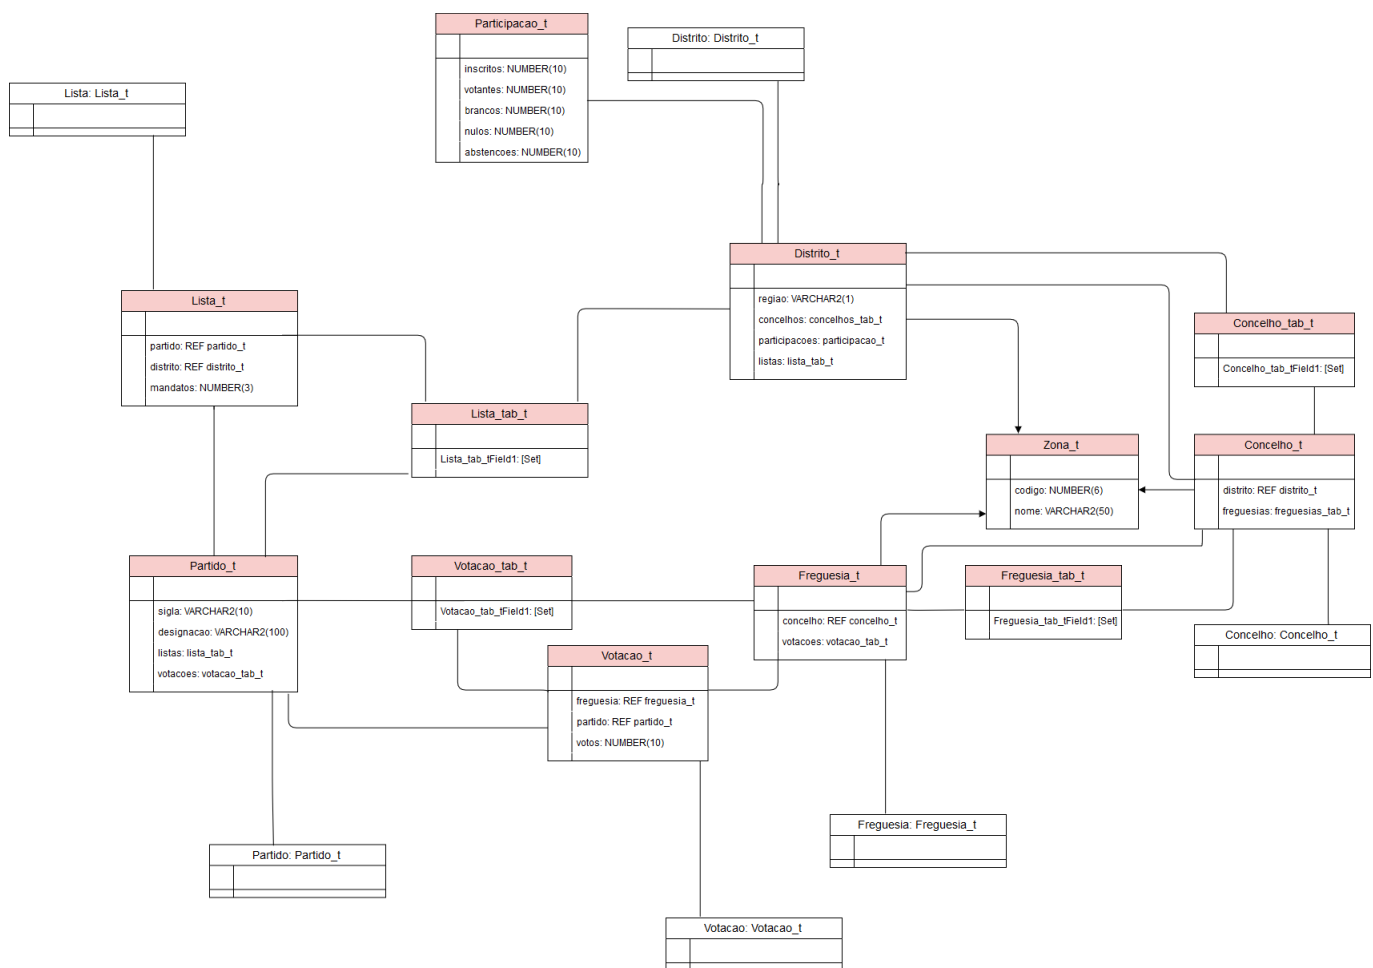 Participacao_t
inscritos: NUMBER(10)
votantes: NUMBER(10)
brancos: NUMBER(10)
nulos: NUMBER(10)
abstencoes: NUMBER(10)
Distrito: Distrito_t
Lista: Lista_t
Distrito_t
regiao: VARCHAR2(1)
concelhos: concelhos_tab_t
participacoes: participacao_t
listas: lista_tab_t
Lista_t
partido: REF partido_t
distrito: REF distrito_t
mandatos: NUMBER(3)
Concelho_tab_t
Concelho_tab_tField1: [Set]
Lista_tab_t
Lista_tab_tField1: [Set]
Zona_t
codigo: NUMBER(6)
nome: VARCHAR2(50)
Concelho_t
distrito: REF distrito_t
freguesias: freguesias_tab_t
Partido_t
sigla: VARCHAR2(10)
designacao: VARCHAR2(100)
listas: lista_tab_t
votacoes: votacao_tab_t
Votacao_tab_t
Votacao_tab_tField1: [Set]
Freguesia_t
concelho: REF concelho_t
votacoes: votacao_tab_t
Freguesia_tab_t
Freguesia_tab_tField1: [Set]
Concelho: Concelho_t
Votacao_t
freguesia: REF freguesia_t
partido: REF partido_t
votos: NUMBER(10)
Freguesia: Freguesia_t
Partido: Partido_t
Votacao: Votacao_t